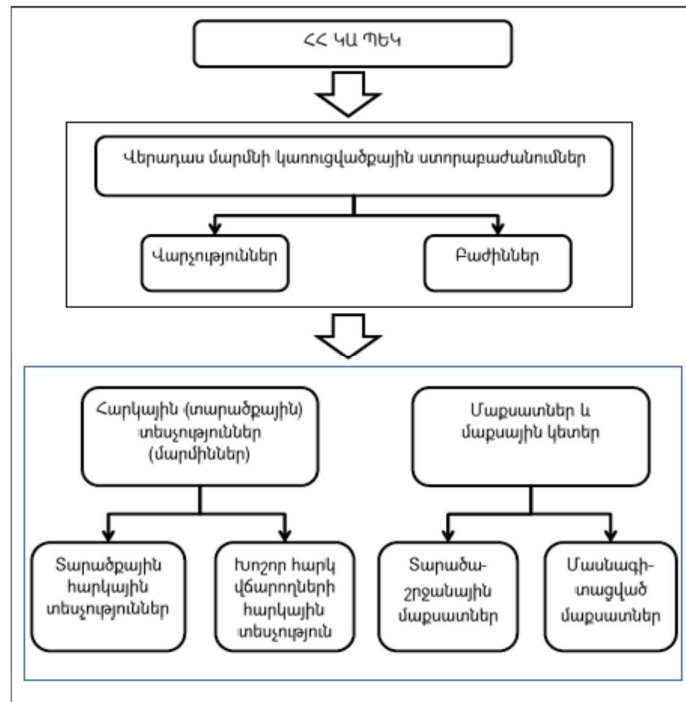 ՀՀ ԿԱ ՊԵԿ
Վերադաս մարմնի կառուցվածքային ստորաբաժանումներ
Վարչություններ
Բաժիններ
Հարկային (տարածքային)
տեսչություններ
(մարմիններ)
Մաքսատներ և
մաքսային կետեր
Տարածքային
հարկային
տեսչություններ
Խոշոր հարկ
վճարողների
հարկային
տեսչություն
Տարածա-
շրջանային
մաքսատներ
Մասնագի-
տացված
մաքսատներ